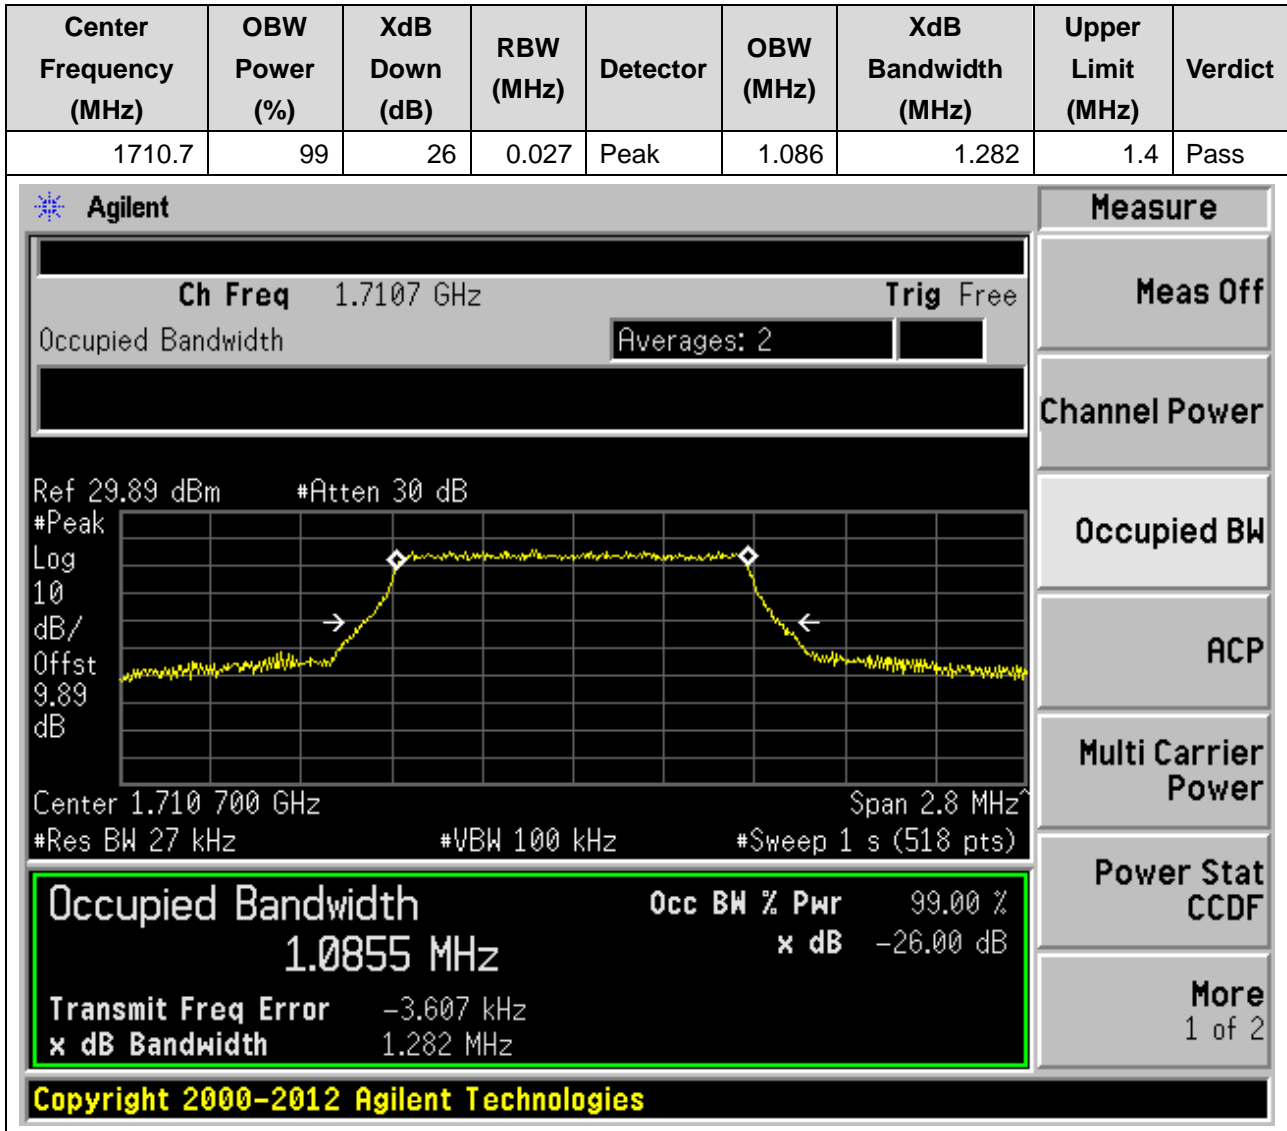 Center Frequency (MHz) OBW Power (%) XdB Down (dB) RBW (MHz) Detector OBW (MHz) XdB Bandwidth (MHz) Upper Limit (MHz) Verdict
1710.7 99 26 0.027 Peak 1.086 1.282 1.4 Pass
Agilent
Measure
Ch Freq 1.7107 GHz Trig Free
Occupied Bandwidth Averages: 2
Meas Off
Channel Power
Occupied BW
ACP
Multi Carrier
Power
Power Stat
CCDF
More
1 of 2
Ref 29.89 dBm #Atten 30 dB
#Peak
Log
10
dB/
Offst
9.89
dB
Center 1.710 700 GHz Span 2.8 MHz^
#Res BW 27 kHz #VBW 100 kHz #Sweep 1 s (518 pts)
Occupied Bandwidth Occ BW % Pwr 99.00 %
1.0855 MHz x dB -26.00 dB
Transmit Freq Error -3.607 kHz
x dB Bandwidth 1.282 MHz
Copyright 2000-2012 Agilent Technologies